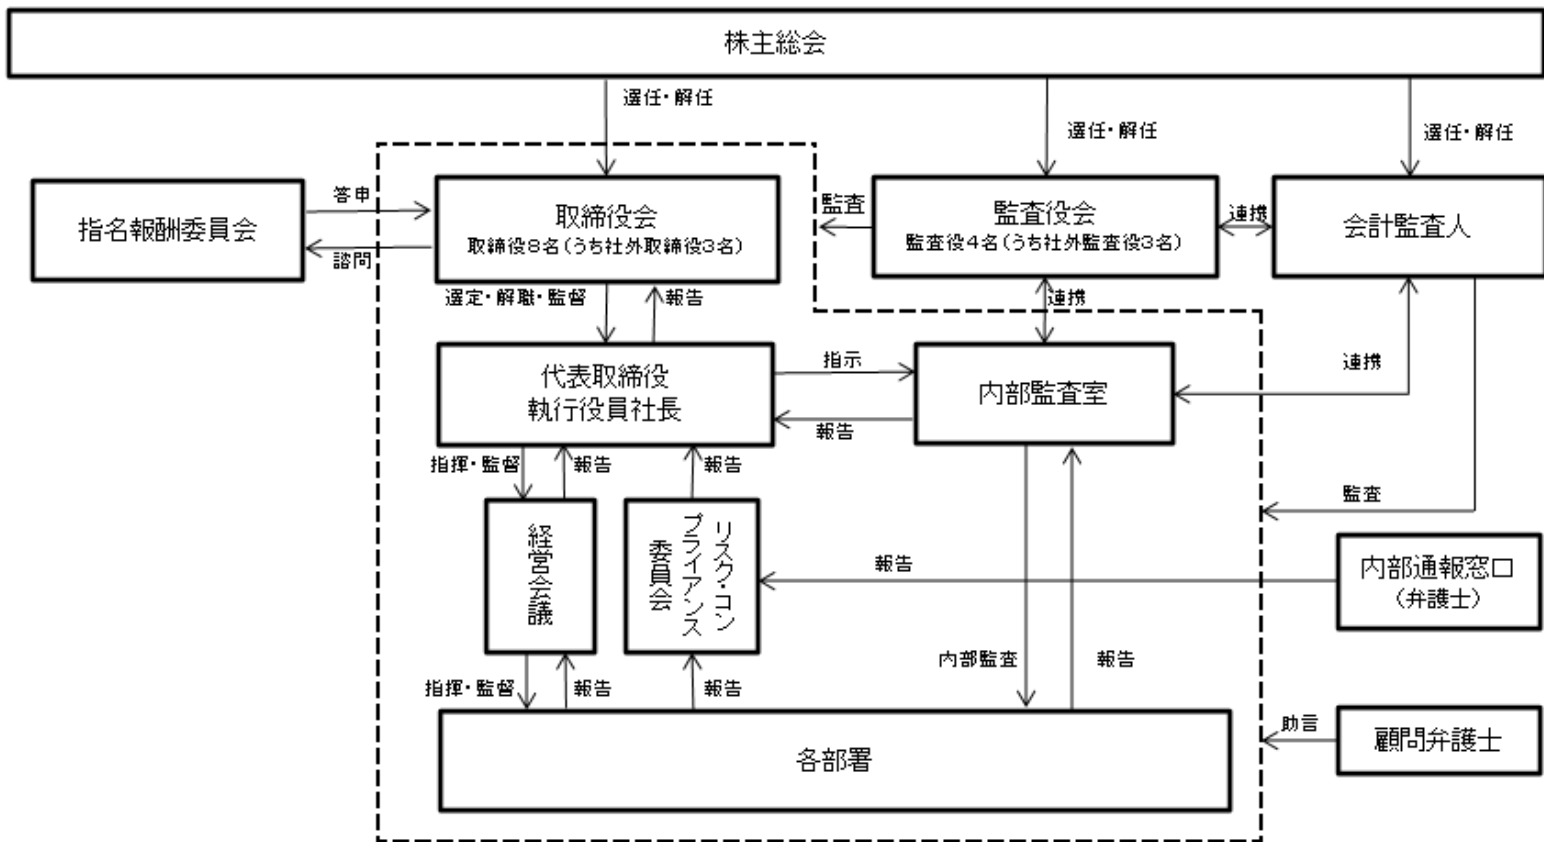 株主総会
選任・解任
選任・解任
選任・解任
指名報酬委員会
答申
諮問
取締役会
取締役8名(うち社外取締役3名)
監査
監査役会
監査役4名(うち社外監査役3名)
連携
会計監査人
選定・解職・監督
報告
連携
代表取締役
執行役員社長
指示
報告
内部監査室
連携
指揮・監督
報告
報告
監査
経営会議
リスク・コン
プライアンス
委員会
報告
内部通報窓口
(弁護士)
指揮・監督
報告
報告
内部監査
報告
助言
顧問弁護士
各部署